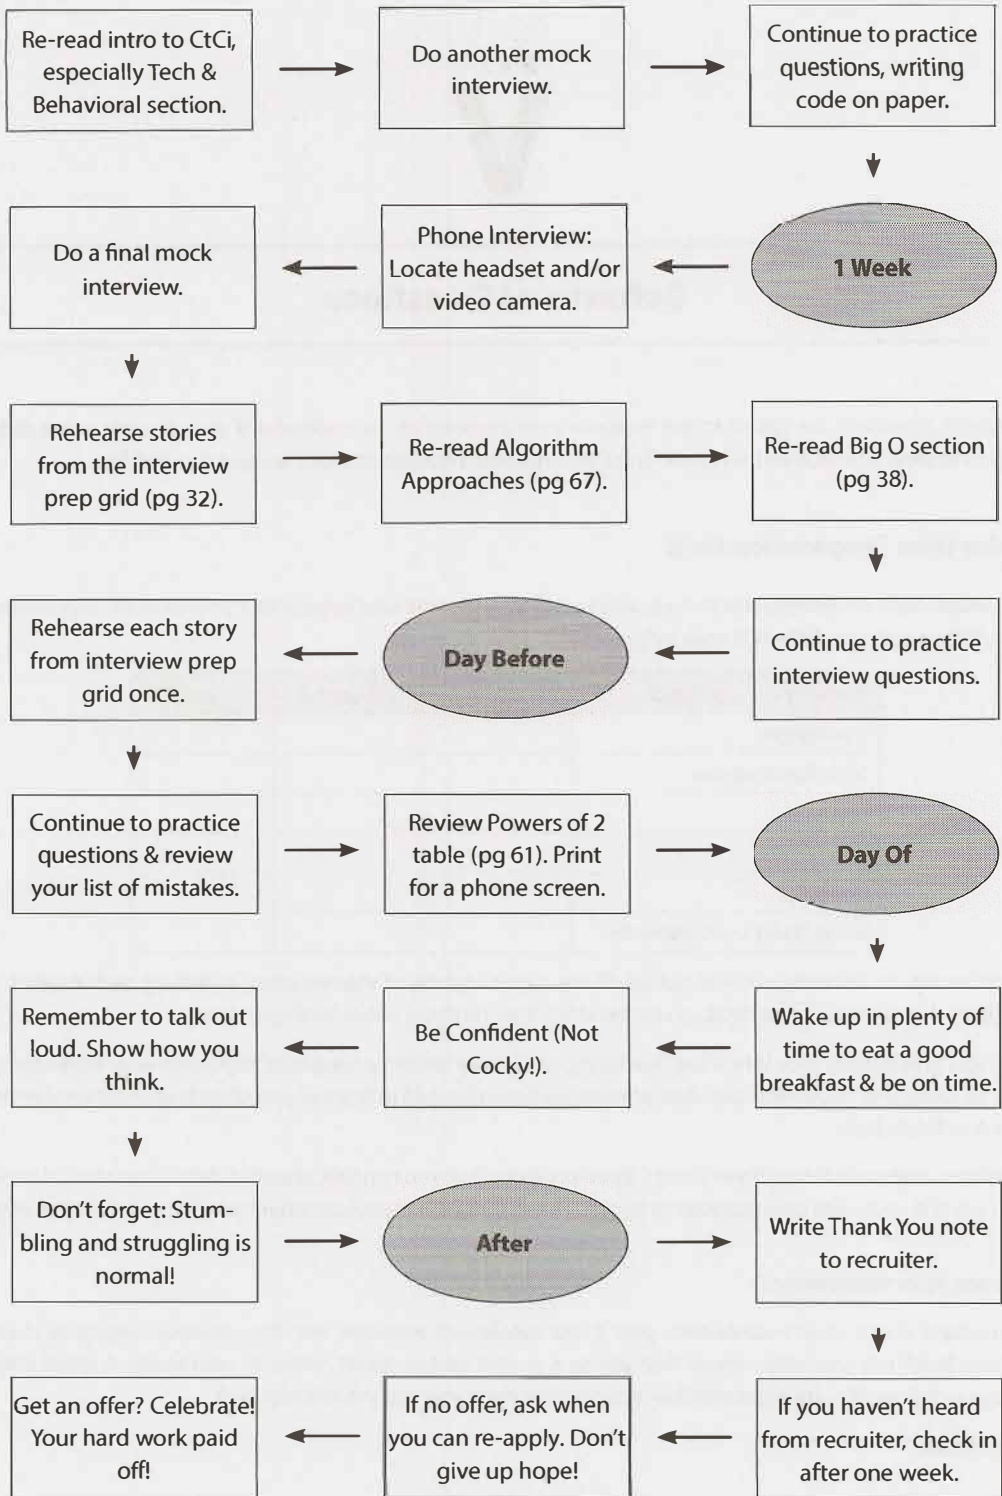 Re-read intro to CtCi,
especially Tech &
Behavioral section.
Do another mock
interview.
Continue to practice
questions, writing
code on paper.
1 Week
Phone Interview:
Locate headset and/or
video camera.
Do a final mock
interview.
Rehearse stories
from the interview
prep grid (pg 32).
Re-read Algorithm
Approaches (pg 67).
Re-read Big O section
(pg 38).
Continue to practice
interview questions.
Day Before
Rehearse each story
from interview prep
grid once.
Continue to practice
questions & review
your list of mistakes.
Review Powers of 2
table (pg 61). Print
for a phone screen.
Day Of
Wake up in plenty of
time to eat a good
breakfast & be on time.
Be Confident (Not
Cocky!).
Remember to talk out
loud. Show how you
think.
Don't forget: Stum-
bling and struggling is
normal!
After
Write Thank You note
to recruiter.
If you haven't heard
from recruiter, check in
after one week.
If no offer, ask when
you can re-apply. Don't
give up hope!
Get an offer? Celebrate!
Your hard work paid
off!